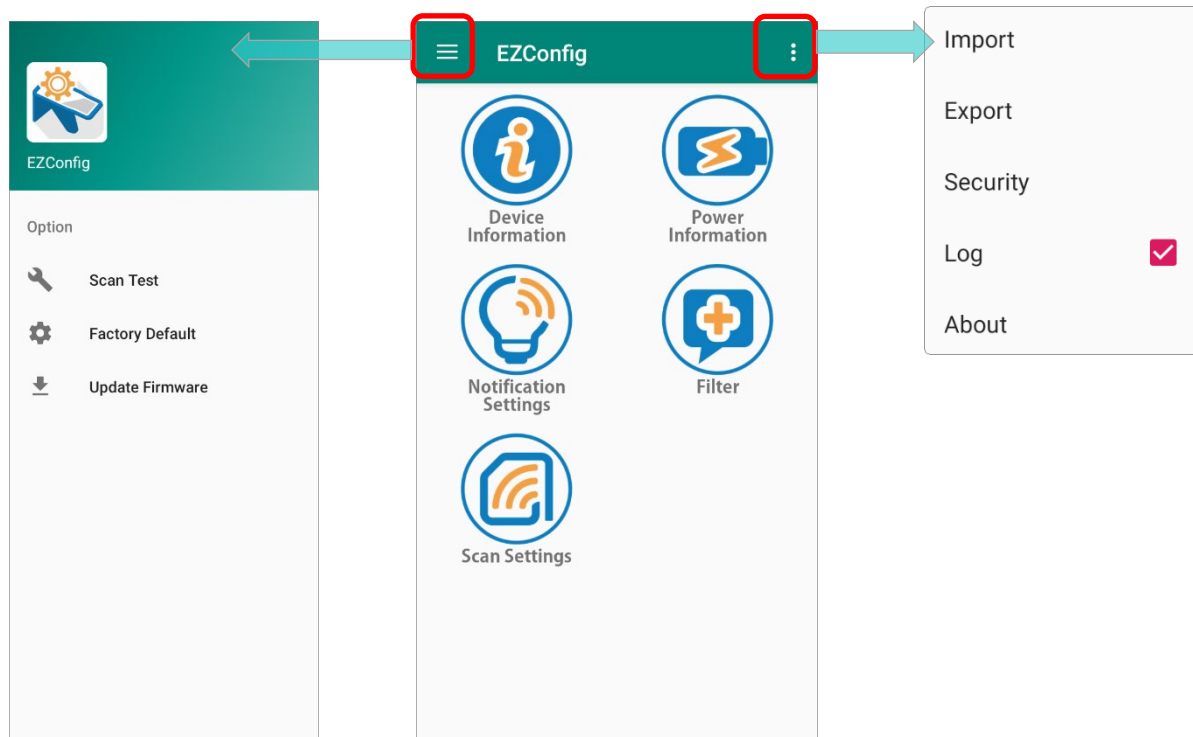 EZConfig
Option
Scan Test
Factory Default
Update Firmware
EZConfig
Device
Information
Power
Information
Notification
Settings
Filter
Scan Settings
Import
Export
Security
Log
About